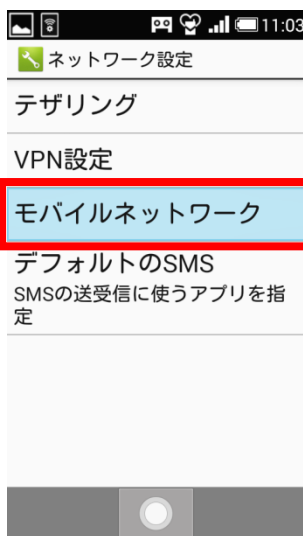 11:03
ネットワーク設定
テザリング
VPN設定
モバイルネットワーク
デフォルトのSMS
SMSの送受信に使うアプリを指
定